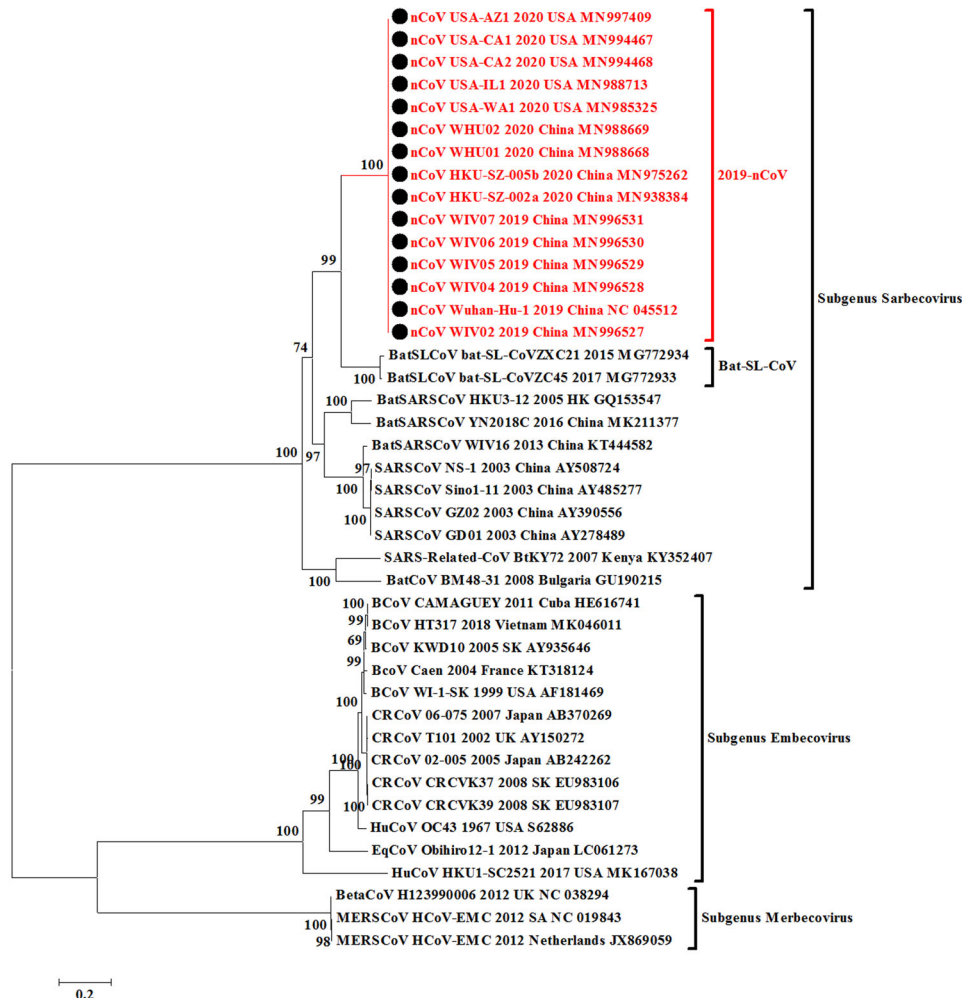 nCoV USA-AZ1 2020 USA MN997409
nCoV USA-CA1 2020 USA MN994467
nCoV USA-CA2 2020 USA MN994468
nCoV USA-IL1 2020 USA MN988713
nCoV USA-WA1 2020 USA MN985325
nCoV WHU02 2020 China MN988669
nCoV WHU01 2020 China MN988668
100
nCoV HKU-SZ-005b 2020 China MN975262
2019-nCoV
nCoV HKU-SZ-002a 2020 China MN938384
nCoV WIV07 2019 China MN996531
nCoV WIV06 2019 China MN996530
99
nCoV WIV05 2019 China MN996529
nCoV WIV04 2019 China MN996528
Subgenus Sarbecovirus
nCoV Wuhan-Hu-1 2019 China NC 045512
nCoV WIV02 2019 China MN996527
74
BatSLCoV bat-SL-CoVZXC21 2015 MG772934
Bat-SL-CoV
100
BatSLCoV bat-SL-CoVZC45 2017 MG772933
100
BatSARSCoV HKU3-12 2005 HK GQ153547
BatSARSCoV YN2018C 2016 China MK211377
100
97
BatSARSCoV WIV16 2013 China KT444582
97
SARSCoV NS-1 2003 China AY508724
100
SARSCoV Sino1-11 2003 China AY485277
SARSCoV GZ02 2003 China AY390556
100
SARSCoV GD01 2003 China AY278489
SARS-Related-CoV BtKY72 2007 Kenya KY352407
100
BatCoV BM48-31 2008 Bulgaria GU190215
100
BCoV CAMAGUEY 2011 Cuba HE616741
99
BCoV HT317 2018 Vietnam MK046011
69
BCoV KWD10 2005 SK AY935646
99
BcoV Caen 2004 France KT318124
BCoV WI-1-SK 1999 USA AF181469
100
CRCoV 06-075 2007 Japan AB370269
CRCoV T101 2002 UK AY150272
Subgenus Embecovirus
100
100
CRCoV 02-005 2005 Japan AB242262
CRCoV CRCVK37 2008 SK EU983106
99
100
CRCoV CRCVK39 2008 SK EU983107
HuCoV OC43 1967 USA S62886
100
EqCoV Obihiro12-1 2012 Japan LC061273
HuCoV HKU1-SC2521 2017 USA MK167038
BetaCoV H123990006 2012 UK NC 038294
100
MERSCoV HCoV-EMC 2012 SA NC 019843
Subgenus Merbecovirus
98
MERSCoV HCoV-EMC 2012 Netherlands JX869059
0.2